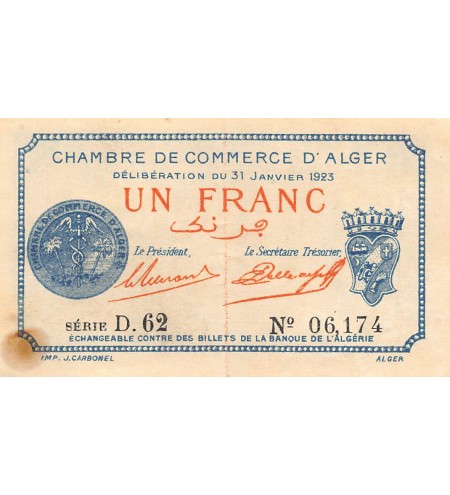 CHAMBRE DE COMMERCE D'ALGER
DÉLIBÉRATION DU 31 JANVIER 1923
UN FRANC
CHAMBRE DE COMMERCE D'ALGER
Le Président,
Le Secrétaire Trésorier,
SÉRIE D.62
Nº 06,174
ÉCHANGEABLE CONTRE DES BILLETS DE LA BANQUE DE L'ALGÉRIE
IMP. J.CARBONEL
ALGER